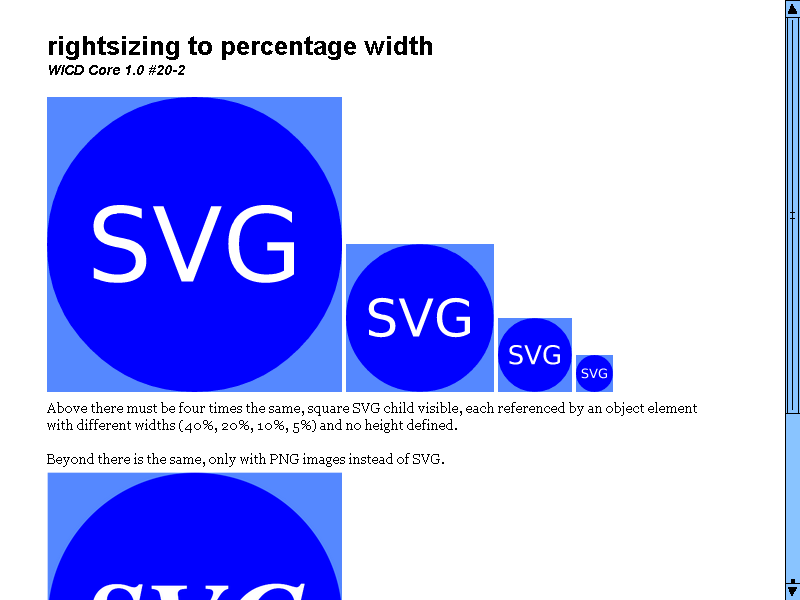 rightsizing to percentage width
WICD Core 1.0 #20-2
SVG
SVG
SVG
SVG
Above there must be four times the same, square SVG child visible, each referenced by an object element
with different widths (40%, 20%, 10%, 5%) and no height defined.
Beyond there is the same, only with PNG images instead of SVG.
SVG